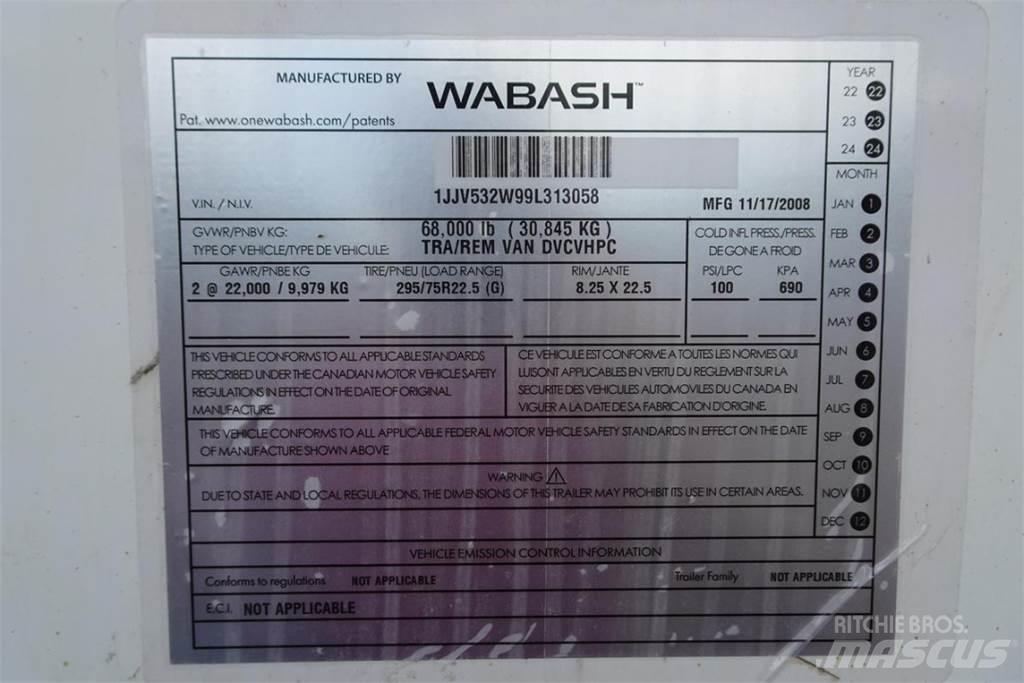 MANUFACTURED BY WABASH™
Pat. www.onewabash.com/patents
V.I.N. / N.I.V. 1JJV532W99L313058 MFG 11/17/2008
GVWR/PNBV KG: 68,000 lb ( 30,845 KG )
TYPE OF VEHICLE/TYPE DE VEHICULE: TRA/REM VAN DVCVHPC
COLD INFL PRESS./PRESS.
DE GONE A FROID
GAWR/PNBE KG TIRE/PNEU (LOAD RANGE) RIM/JANTE PSI/LPC KPA
2 @ 22,000 / 9,979 KG 295/75R22.5 (G) 8.25 X 22.5 100 690
THIS VEHICLE CONFORMS TO ALL APPLICABLE STANDARDS
PRESCRIBED UNDER THE CANADIAN MOTOR VEHICLE SAFETY
REGULATIONS IN EFFECT ON THE DATE OF ORIGINAL
MANUFACTURE.
CE VEHICULE EST CONFORME A TOUTES LES NORMES QUI
LUISONT APPLICABLES EN VERTU DU REGLEMENT SUR LA
SECURITE DES VEHICULES AUTOMOVILES DU CANADA EN
VIGUER A LA DATE DE SA FABRICATION D'ORIGINE.
THIS VEHICLE CONFORMS TO ALL APPLICABLE FEDERAL MOTOR VEHICLE SAFETY STANDARDS IN EFFECT ON THE DATE
OF MANUFACTURE SHOWN ABOVE
WARNING
DUE TO STATE AND LOCAL REGULATIONS, THE DIMENSIONS OF THIS TRAILER MAY PROHIBIT ITS USE IN CERTAIN AREAS.
VEHICLE EMISSION CONTROL INFORMATION
Conforms to regulations NOT APPLICABLE Trailer Family NOT APPLICABLE
E.C.I. NOT APPLICABLE
YEAR
22 22
23 23
24 24
MONTH
JAN 1
FEB 2
MAR 3
APR 4
MAY 5
JUN 6
JUL 7
AUG 8
SEP 9
OCT 10
NOV 11
DEC 12
RITCHIE BROS.
MASCUS